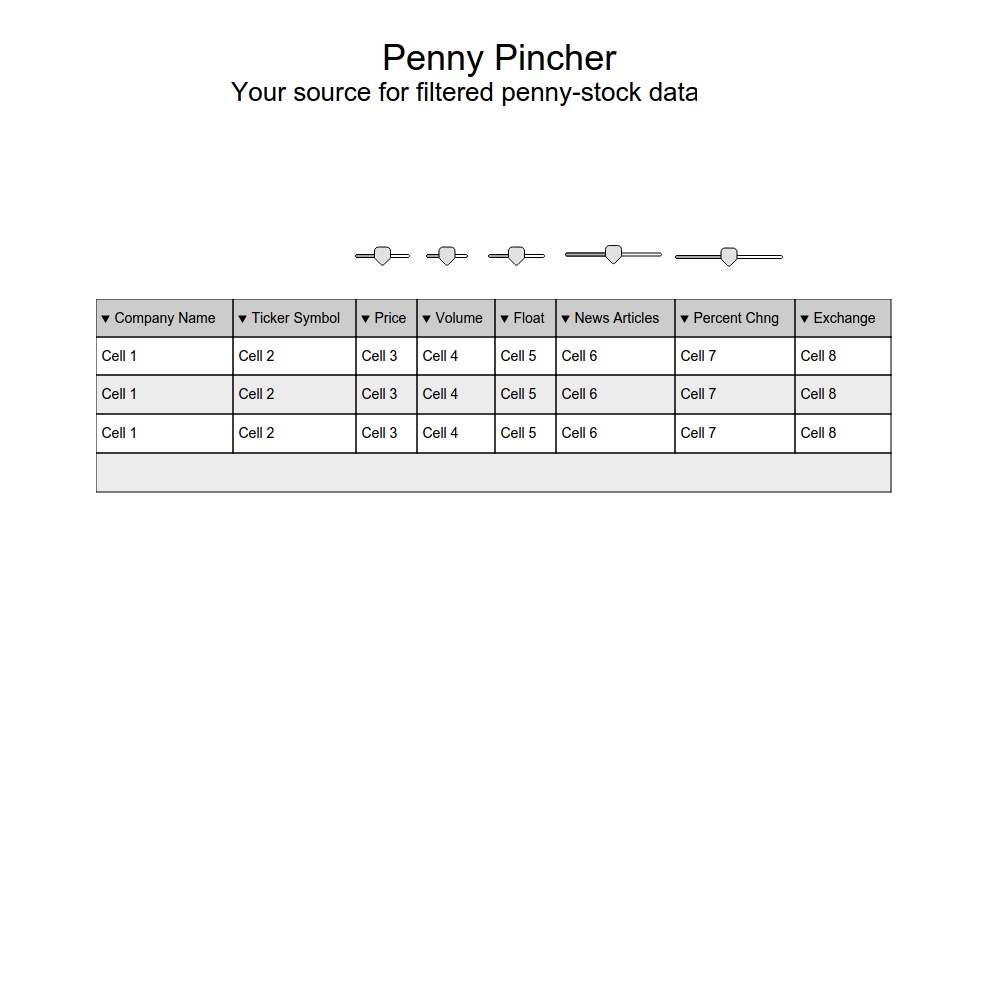 Penny Pincher
Your source for filtered penny-stock data
▼ Company Name ▼ Ticker Symbol ▼ Price ▼ Volume ▼ Float ▼ News Articles ▼ Percent Chng ▼ Exchange
Cell 1 Cell 2 Cell 3 Cell 4 Cell 5 Cell 6 Cell 7 Cell 8
Cell 1 Cell 2 Cell 3 Cell 4 Cell 5 Cell 6 Cell 7 Cell 8
Cell 1 Cell 2 Cell 3 Cell 4 Cell 5 Cell 6 Cell 7 Cell 8